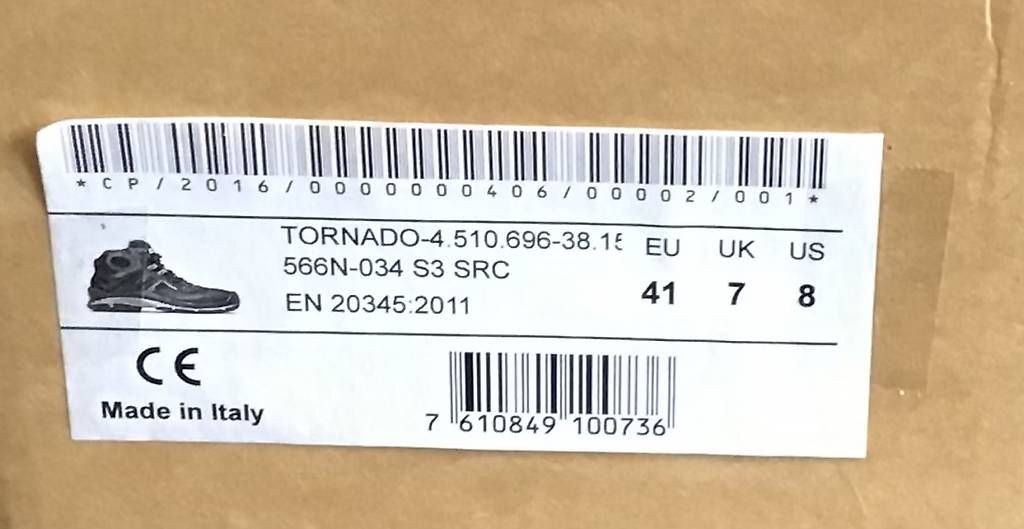 *CP/2016/0000000406/00002/001*
TORNADO-4.510.696-38.15
566N-034 S3 SRC
EN 20345:2011
EU UK US
41 7 8
CE
Made in Italy
7 610849 100736